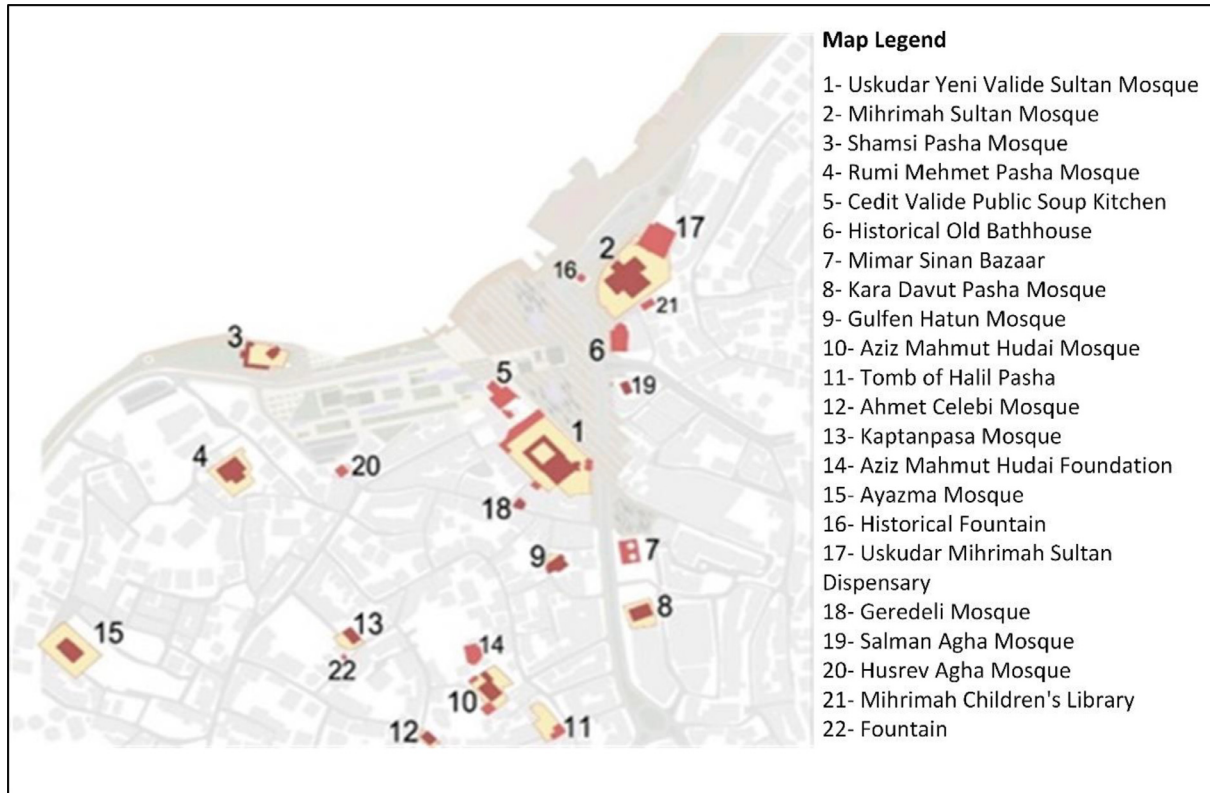 Map Legend
1- Uskudar Yeni Valide Sultan Mosque
2- Mihrimah Sultan Mosque
3- Shamsi Pasha Mosque
4- Rumi Mehmet Pasha Mosque
5- Cedit Valide Public Soup Kitchen
6- Historical Old Bathhouse
7- Mimar Sinan Bazaar
8- Kara Davut Pasha Mosque
9- Gulfen Hatun Mosque
10- Aziz Mahmut Hudai Mosque
11- Tomb of Halil Pasha
12- Ahmet Celebi Mosque
13- Kaptanpasa Mosque
14- Aziz Mahmut Hudai Foundation
15- Ayazma Mosque
16- Historical Fountain
17- Uskudar Mihrimah Sultan
Dispensary
18- Geredeli Mosque
19- Salman Agha Mosque
20- Husrev Agha Mosque
21- Mihrimah Children's Library
22- Fountain
17
2
16
21
3
6
5
19
1
4
20
18
9
7
8
15
13
14
22
10
12
11